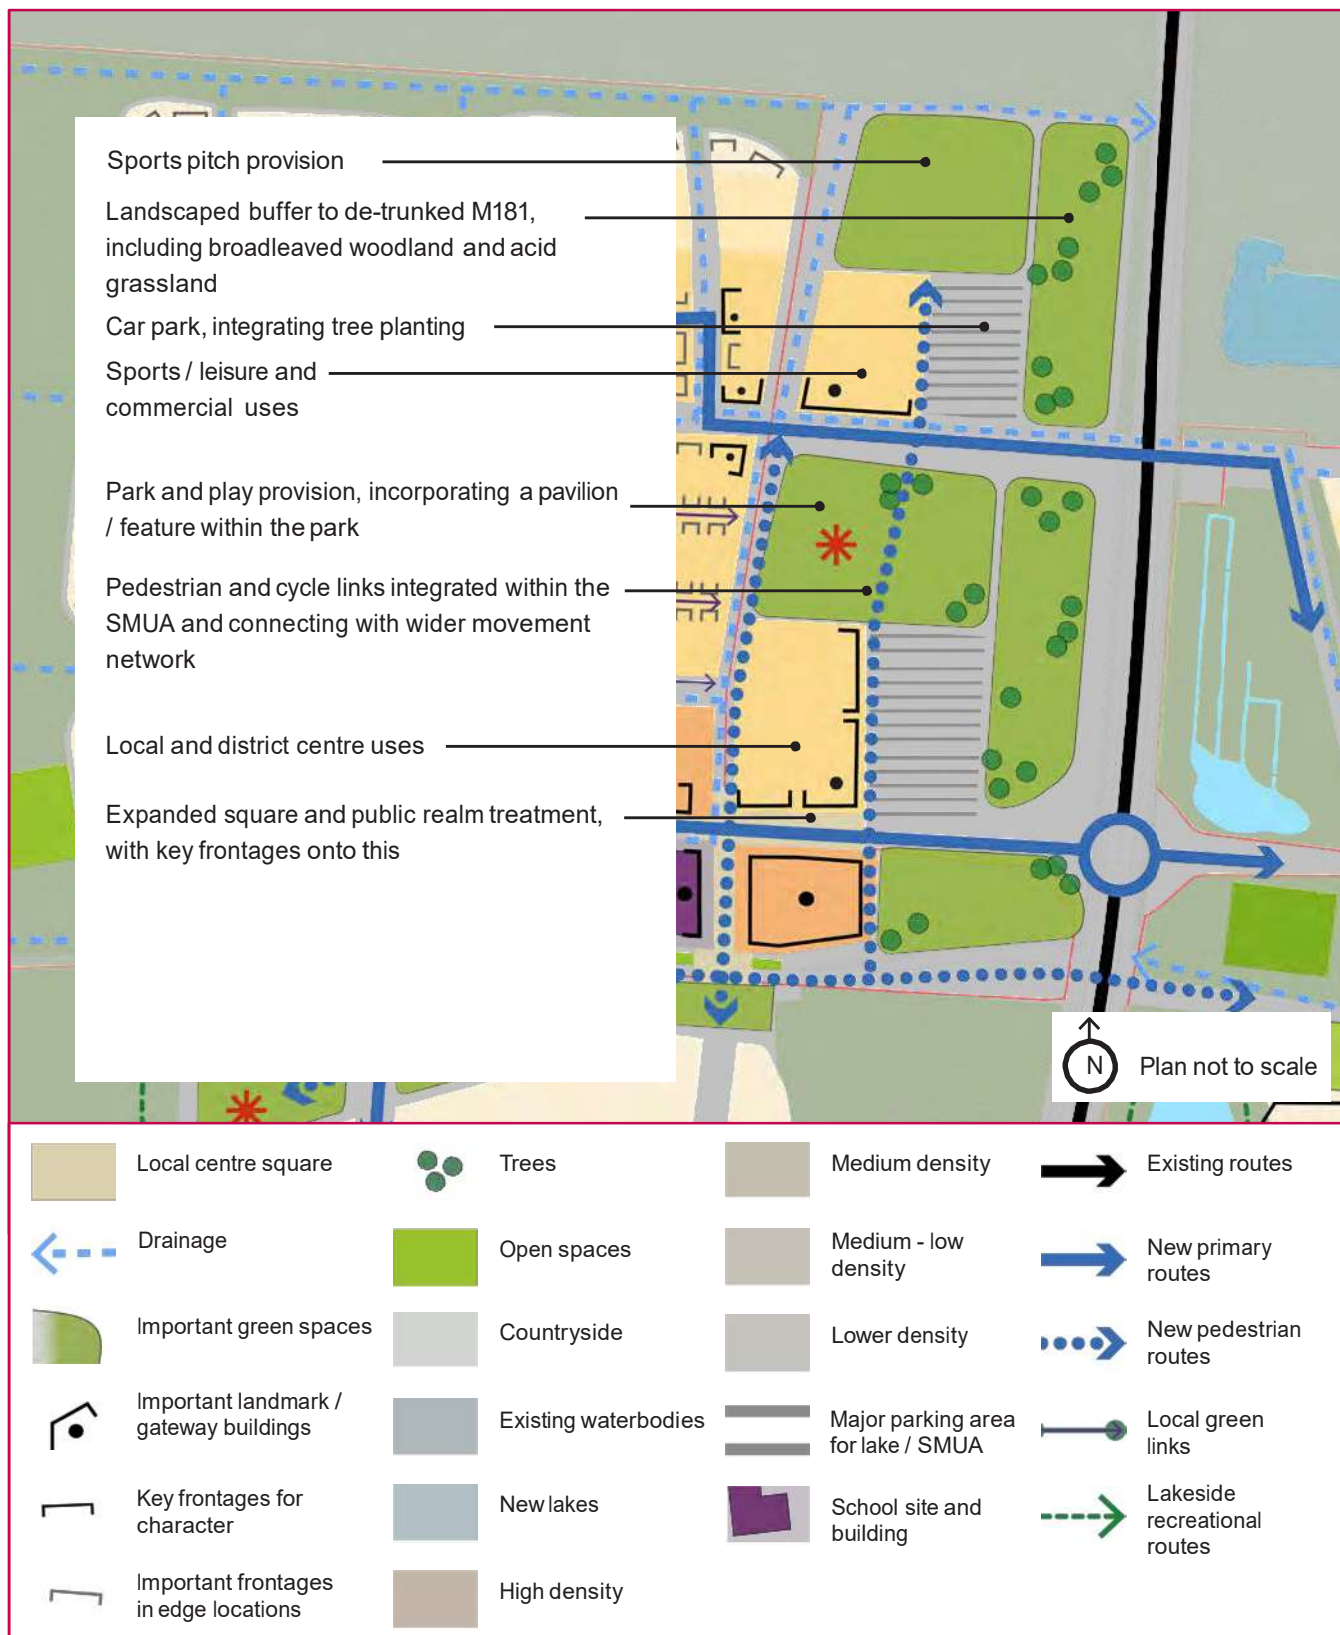 Sports pitch provision
Landscaped buffer to de-trunked M181,
including broadleaved woodland and acid
grassland
Car park, integrating tree planting
Sports / leisure and
commercial uses
Park and play provision, incorporating a pavilion
/ feature within the park
Pedestrian and cycle links integrated within the
SMUA and connecting with wider movement
network
Local and district centre uses
Expanded square and public realm treatment,
with key frontages onto this
N
Plan not to scale
Local centre square
Drainage
Important green spaces
Important landmark /
gateway buildings
Key frontages for
character
Important frontages
in edge locations
Trees
Open spaces
Countryside
Existing waterbodies
New lakes
High density
Medium density
Medium - low
density
Lower density
Major parking area
for lake / SMUA
School site and
building
Existing routes
New primary
routes
New pedestrian
routes
Local green
links
Lakeside
recreational
routes